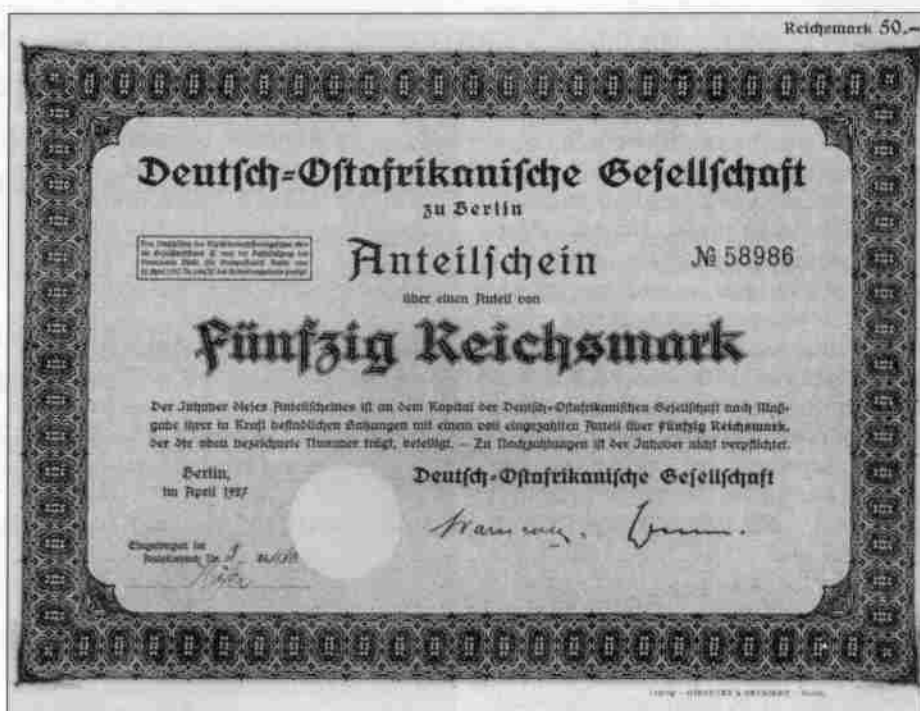 Reichsmark 50.—
Deutsch-Ostafrikanische Gesellschaft
zu Berlin
Anteilschein
№ 58986
über einen Anteil von
Fünfzig Reichsmark
Der Inhaber dieses Anteilscheines ist an dem Kapital der Deutsch-Ostafrikanischen Gesellschaft nach Maß-
gabe ihrer in Kraft befindlichen Satzungen mit einem voll eingezahlten Anteil über Fünfzig Reichsmark,
der die oben bezeichnete Nummer trägt, beteiligt. — Zu Nachzahlungen ist der Inhaber nicht verpflichtet.
Berlin,
im April 1927
Deutsch-Ostafrikanische Gesellschaft
Eingetragen im